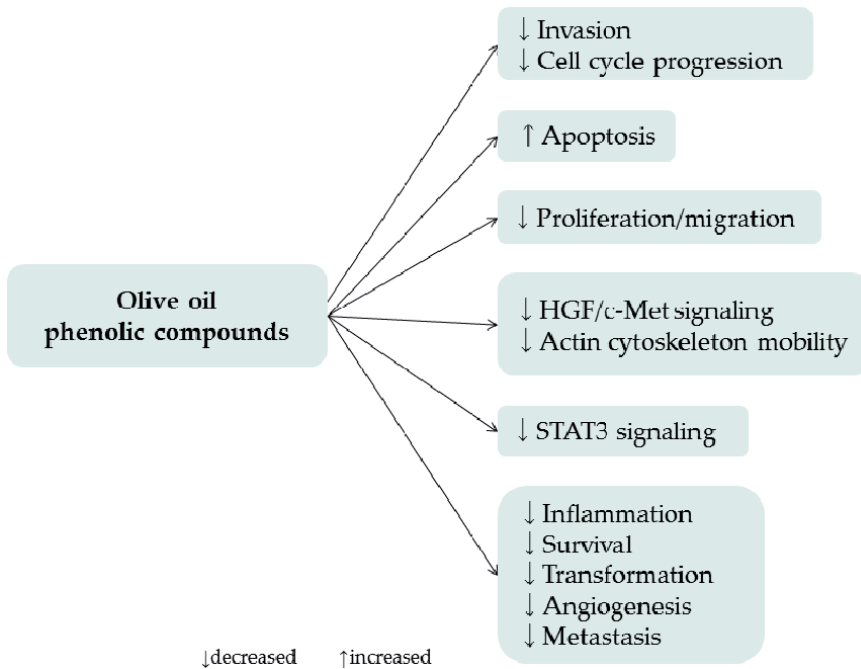 ↓ Invasion
↓ Cell cycle progression
↑ Apoptosis
↓ Proliferation/migration
Olive oil
phenolic compounds
↓ HGF/c-Met signaling
↓ Actin cytoskeleton mobility
↓ STAT3 signaling
↓ Inflammation
↓ Survival
↓ Transformation
↓ Angiogenesis
↓ Metastasis
↓decreased ↑increased